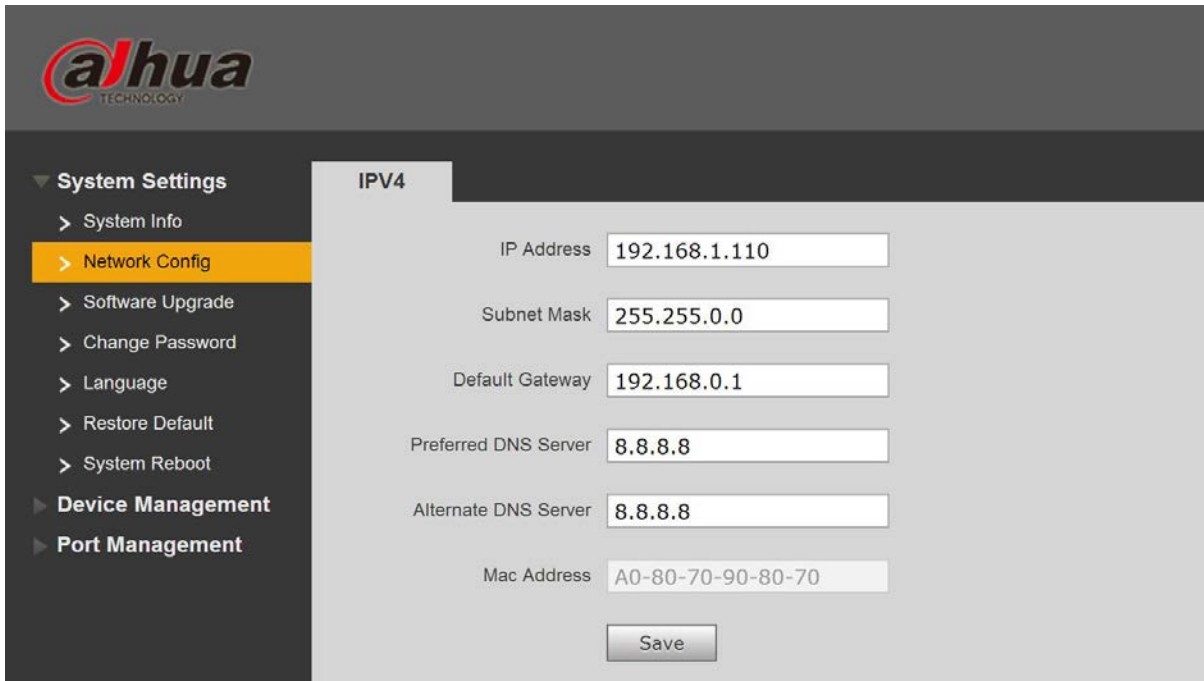 alhua
TECHNOLOGY
System Settings
System Info
Network Config
Software Upgrade
Change Password
Language
Restore Default
System Reboot
Device Management
Port Management
IPV4
IP Address 192.168.1.110
Subnet Mask 255.255.0.0
Default Gateway 192.168.0.1
Preferred DNS Server 8.8.8.8
Alternate DNS Server 8.8.8.8
Mac Address A0-80-70-90-80-70
Save